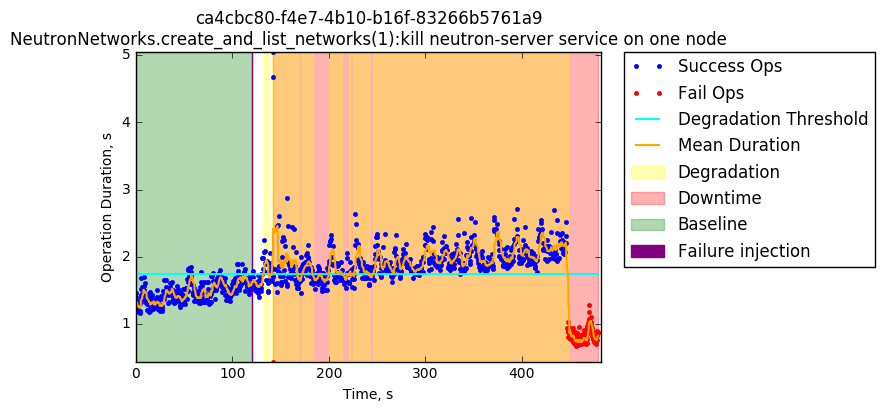 ca4cbc80-f4e7-4b10-b16f-83266b5761a9
NeutronNetworks.create_and_list_networks(1):kill neutron-server service on one node
5
4
3
2
1
Operation Duration, s
0
100
200
300
400
Time, s
Success Ops
Fail Ops
Degradation Threshold
Mean Duration
Degradation
Downtime
Baseline
Failure injection